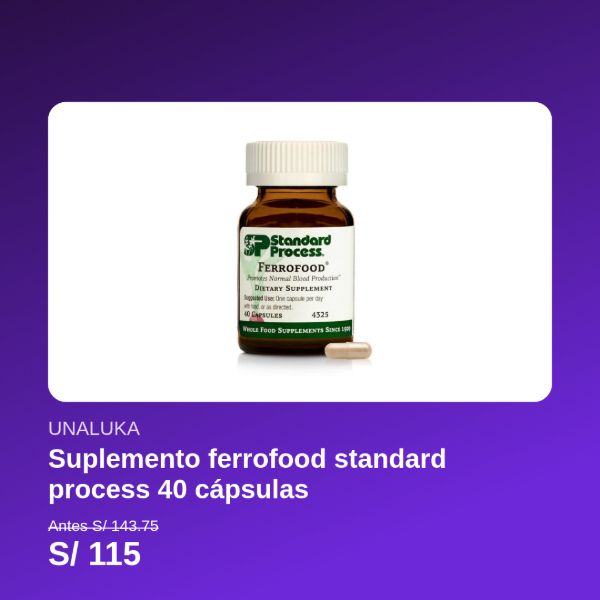 SP Standard
Process®
FERROFOOD®
"Promotes Normal Blood Production"
DIETARY SUPPLEMENT
Suggested Use: One capsule per day
with food, or as directed.
40 CAPSULES 4325
WHOLE FOOD SUPPLEMENTS SINCE 1929
UNALUKA
Suplemento ferrofood standard
process 40 cápsulas
Antes S/ 143.75
S/ 115